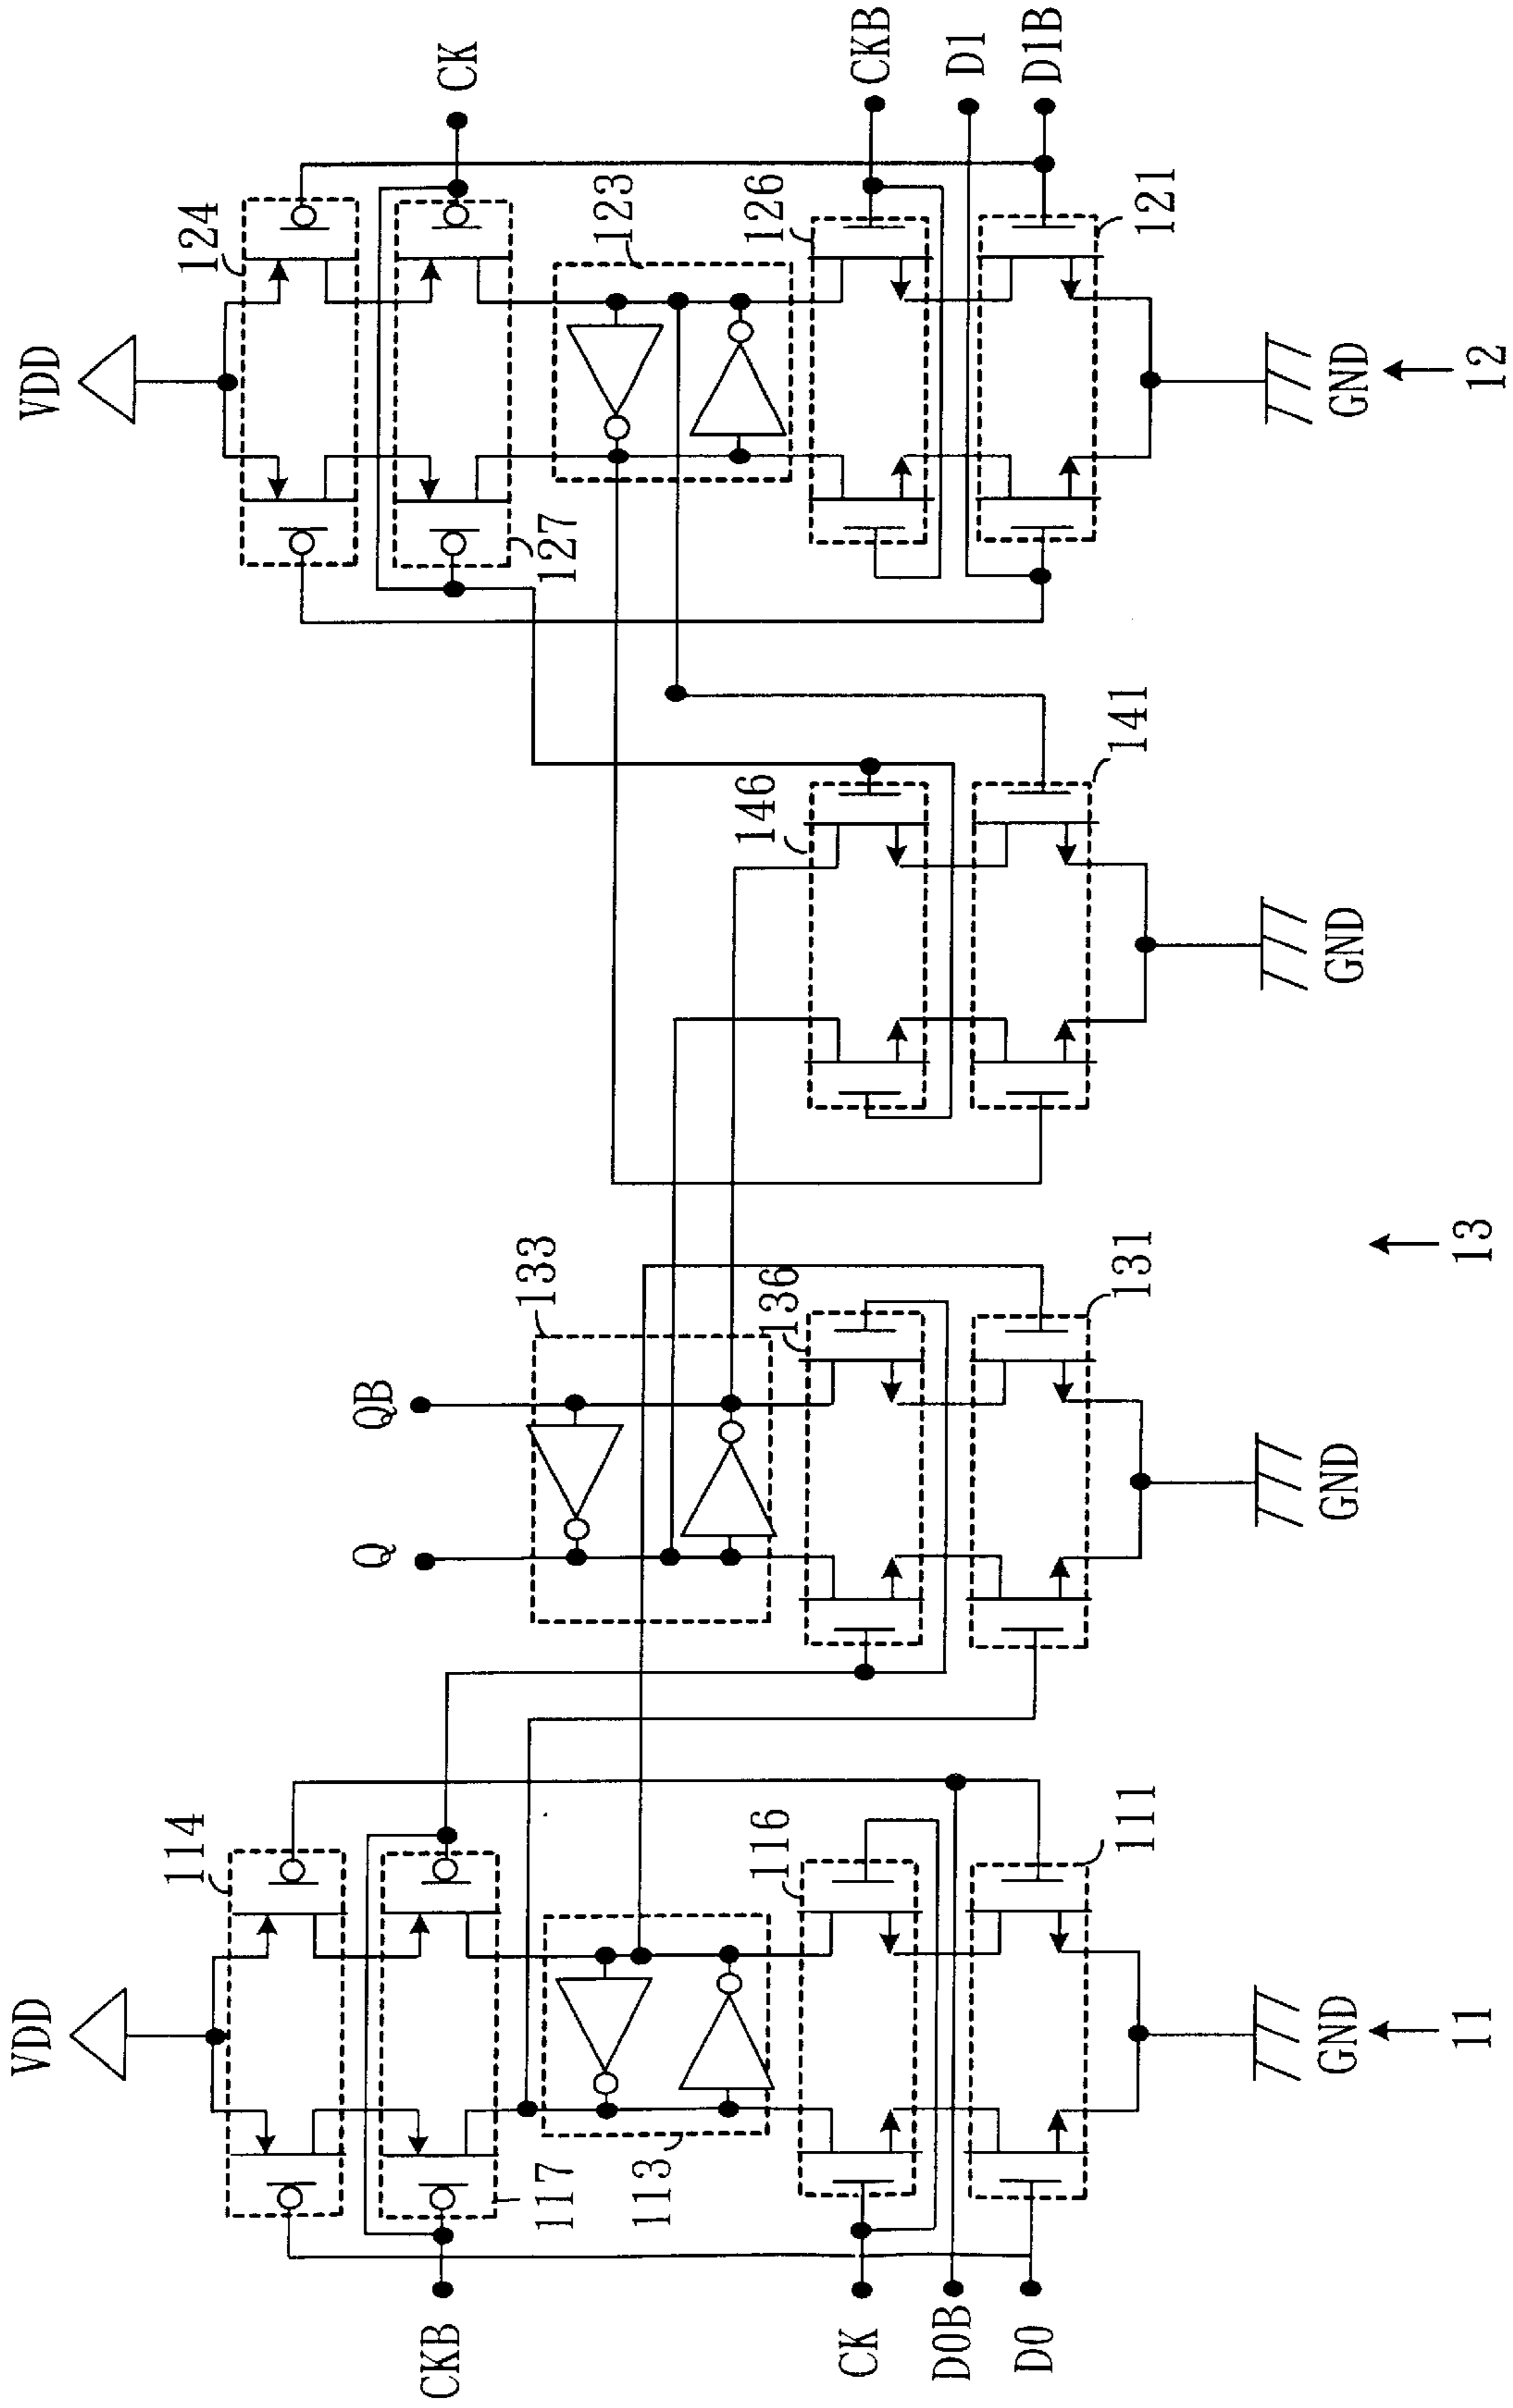 VDD
124
CK
127
123
126
CKB
D1
D1B
121
GND
12
146
141
GND
133
QB
Q
136
131
GND
13
VDD
114
CKB
117
113
116
CK
D0B
D0
111
GND
11